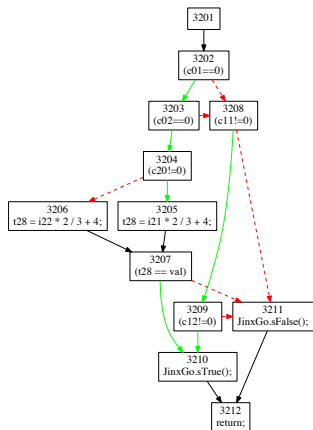 3201
3202
(c01==0)
3203
(c02==0)
3208
(c11!=0)
3204
(c20!=0)
3206
t28 = i22 * 2 / 3 + 4;
3205
t28 = i21 * 2 / 3 + 4;
3207
(t28 == val)
3209
(c12!=0)
3211
JinxGo.sFalse();
3210
JinxGo.sTrue();
3212
return;